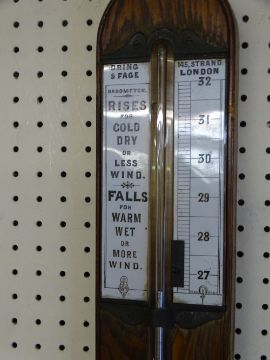 DRING
& FAGE
BAROMETER.
RISES
FOR
COLD
DRY
OR
LESS
WIND.
FALLS
FOR
WARM
WET
OR
MORE
WIND.
145, STRAND
LONDON
32
31
30
29
28
27